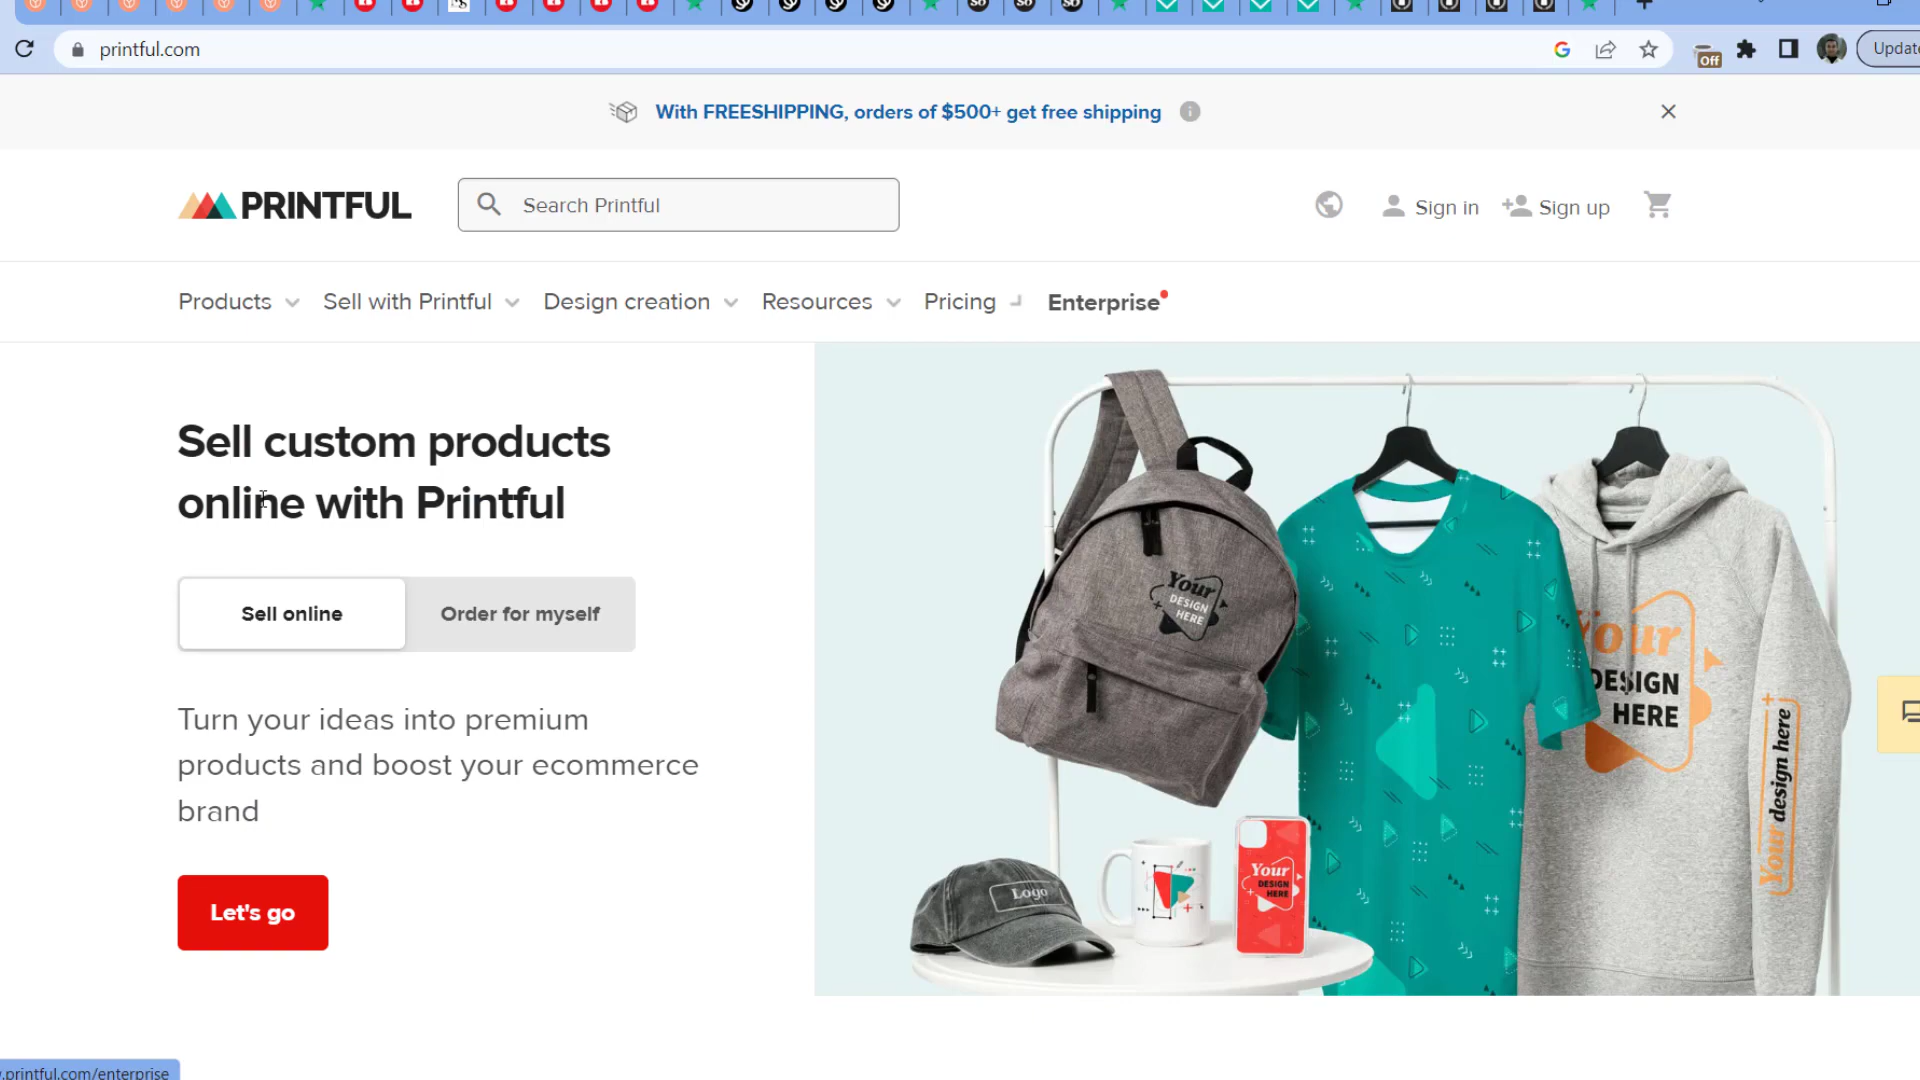 printful.com
Off
With FREESHIPPING, orders of $500+ get free shipping
PRINTFUL
Search Printful
Sign in
Sign up
Products
Sell with Printful
Design creation
Resources
Pricing
Enterprise
Sell custom products
online with Printful
Sell online
Order for myself
Turn your ideas into premium
products and boost your ecommerce
brand
Let's go
Your
DESIGN
HERE
Your
DESIGN
HERE
Your design here
Logo
Your
DESIGN
HERE
.printful.com/enterprise